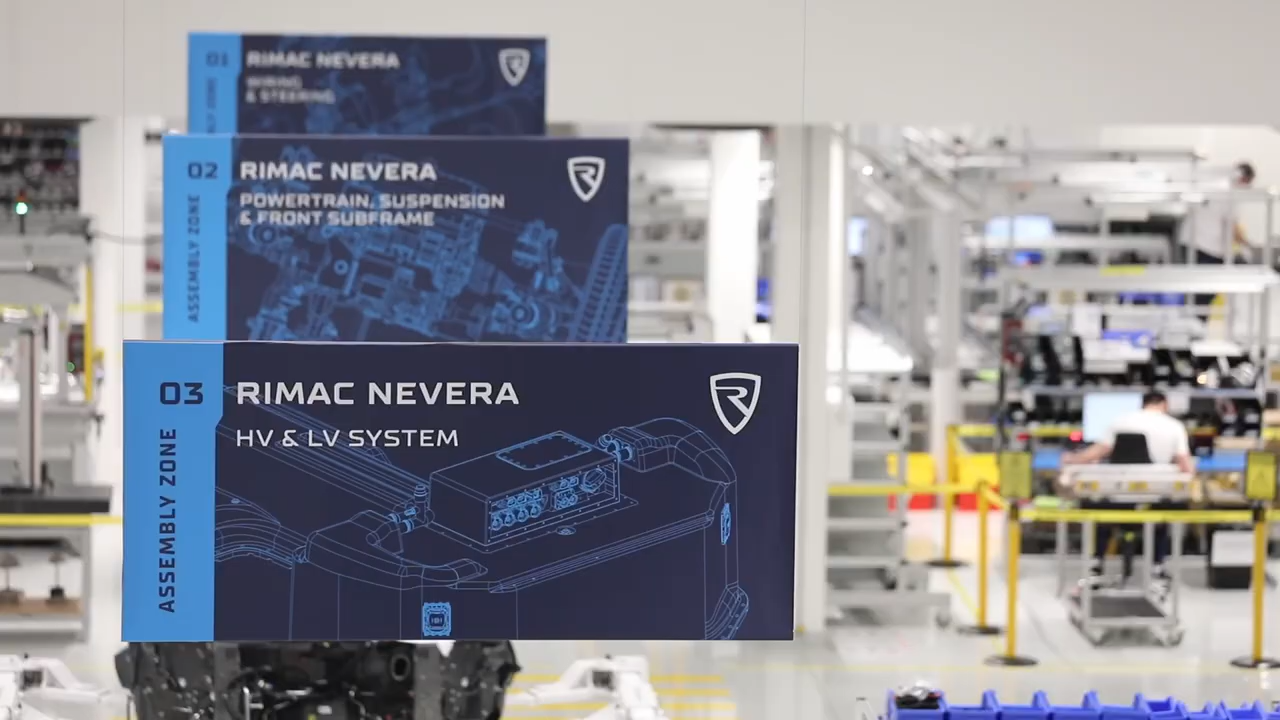 01
RIMAC NEVERA
WIRING
& STEERING
02
RIMAC NEVERA
POWERTRAIN, SUSPENSION
& FRONT SUBFRAME
ASSEMBLY ZONE
03
RIMAC NEVERA
HV & LV SYSTEM
ASSEMBLY ZONE